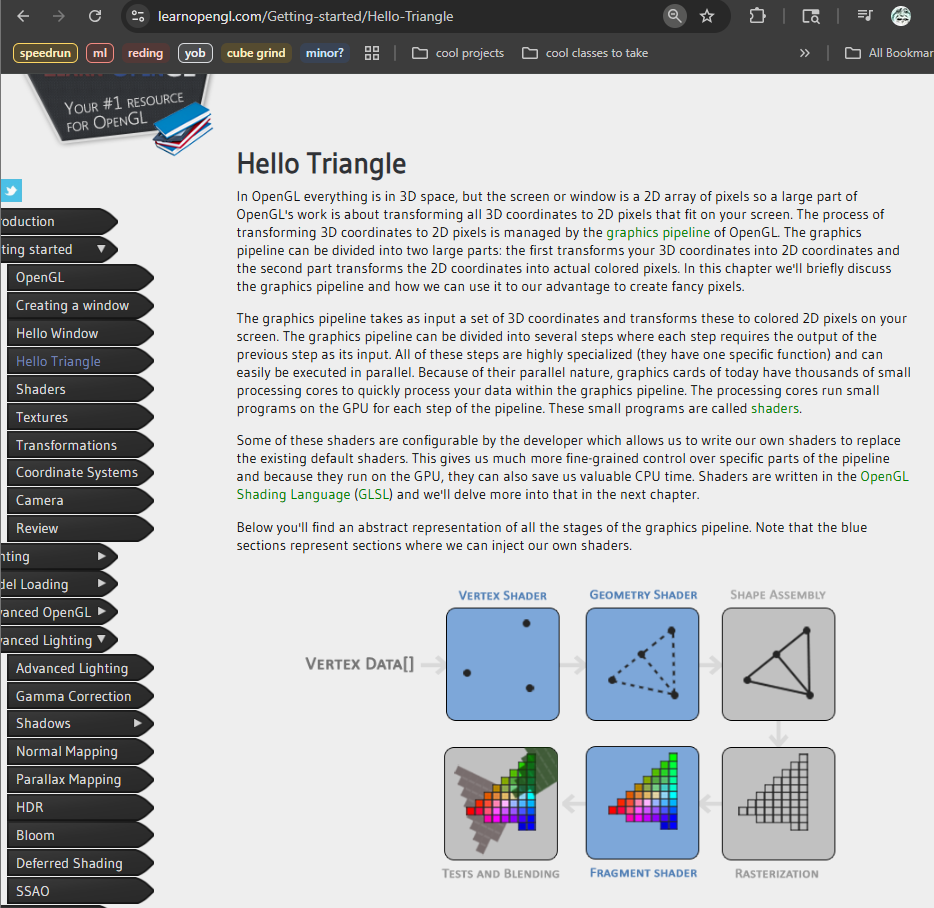 learnopengl.com/Getting-started/Hello-Triangle
speedrun
ml
reding
yob
cube grind
minor?
cool projects
cool classes to take
»
All Bookmar
YOUR #1 RESOURCE
FOR OPENGL
oduction
ting started
OpenGL
Creating a window
Hello Window
Hello Triangle
Shaders
Textures
Transformations
Coordinate Systems
Camera
Review
hting
del Loading
vanced OpenGL
vanced Lighting
Advanced Lighting
Gamma Correction
Shadows
Normal Mapping
Parallax Mapping
HDR
Bloom
Deferred Shading
SSAO
Hello Triangle
In OpenGL everything is in 3D space, but the screen or window is a 2D array of pixels so a large part of
OpenGL's work is about transforming all 3D coordinates to 2D pixels that fit on your screen. The process of
transforming 3D coordinates to 2D pixels is managed by the graphics pipeline of OpenGL. The graphics
pipeline can be divided into two large parts: the first transforms your 3D coordinates into 2D coordinates and
the second part transforms the 2D coordinates into actual colored pixels. In this chapter we'll briefly discuss
the graphics pipeline and how we can use it to our advantage to create fancy pixels.
The graphics pipeline takes as input a set of 3D coordinates and transforms these to colored 2D pixels on your
screen. The graphics pipeline can be divided into several steps where each step requires the output of the
previous step as its input. All of these steps are highly specialized (they have one specific function) and can
easily be executed in parallel. Because of their parallel nature, graphics cards of today have thousands of small
processing cores to quickly process your data within the graphics pipeline. The processing cores run small
programs on the GPU for each step of the pipeline. These small programs are called shaders.
Some of these shaders are configurable by the developer which allows us to write our own shaders to replace
the existing default shaders. This gives us much more fine-grained control over specific parts of the pipeline
and because they run on the GPU, they can also save us valuable CPU time. Shaders are written in the OpenGL
Shading Language (GLSL) and we'll delve more into that in the next chapter.
Below you'll find an abstract representation of all the stages of the graphics pipeline. Note that the blue
sections represent sections where we can inject our own shaders.
VERTEX SHADER
GEOMETRY SHADER
SHAPE ASSEMBLY
VERTEX DATA[]
TESTS AND BLENDING
FRAGMENT SHADER
RASTERIZATION